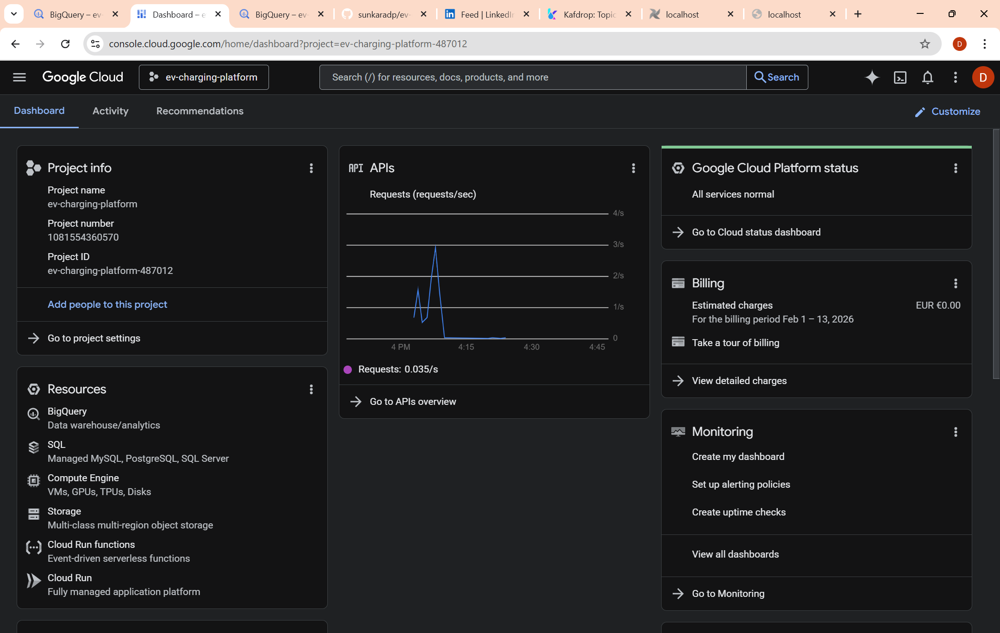 BigQuery – ev-
Dashboard – e
BigQuery – ev-
sunkaradp/ev-
Feed | LinkedIn
Kafdrop: Topic
localhost
localhost
console.cloud.google.com/home/dashboard?project=ev-charging-platform-487012
D
Google Cloud
ev-charging-platform
Search (/) for resources, docs, products, and more
Search
D
Dashboard
Activity
Recommendations
Customize
Project info
Project name
ev-charging-platform
Project number
1081554360570
Project ID
ev-charging-platform-487012
Add people to this project
Go to project settings
Resources
BigQuery
Data warehouse/analytics
SQL
Managed MySQL, PostgreSQL, SQL Server
Compute Engine
VMs, GPUs, TPUs, Disks
Storage
Multi-class multi-region object storage
Cloud Run functions
Event-driven serverless functions
Cloud Run
Fully managed application platform
API APIs
Requests (requests/sec)
4/s
3/s
2/s
1/s
0
4 PM
4:15
4:30
4:45
Requests: 0.035/s
Go to APIs overview
Google Cloud Platform status
All services normal
Go to Cloud status dashboard
Billing
Estimated charges
EUR €0.00
For the billing period Feb 1 – 13, 2026
Take a tour of billing
View detailed charges
Monitoring
Create my dashboard
Set up alerting policies
Create uptime checks
View all dashboards
Go to Monitoring